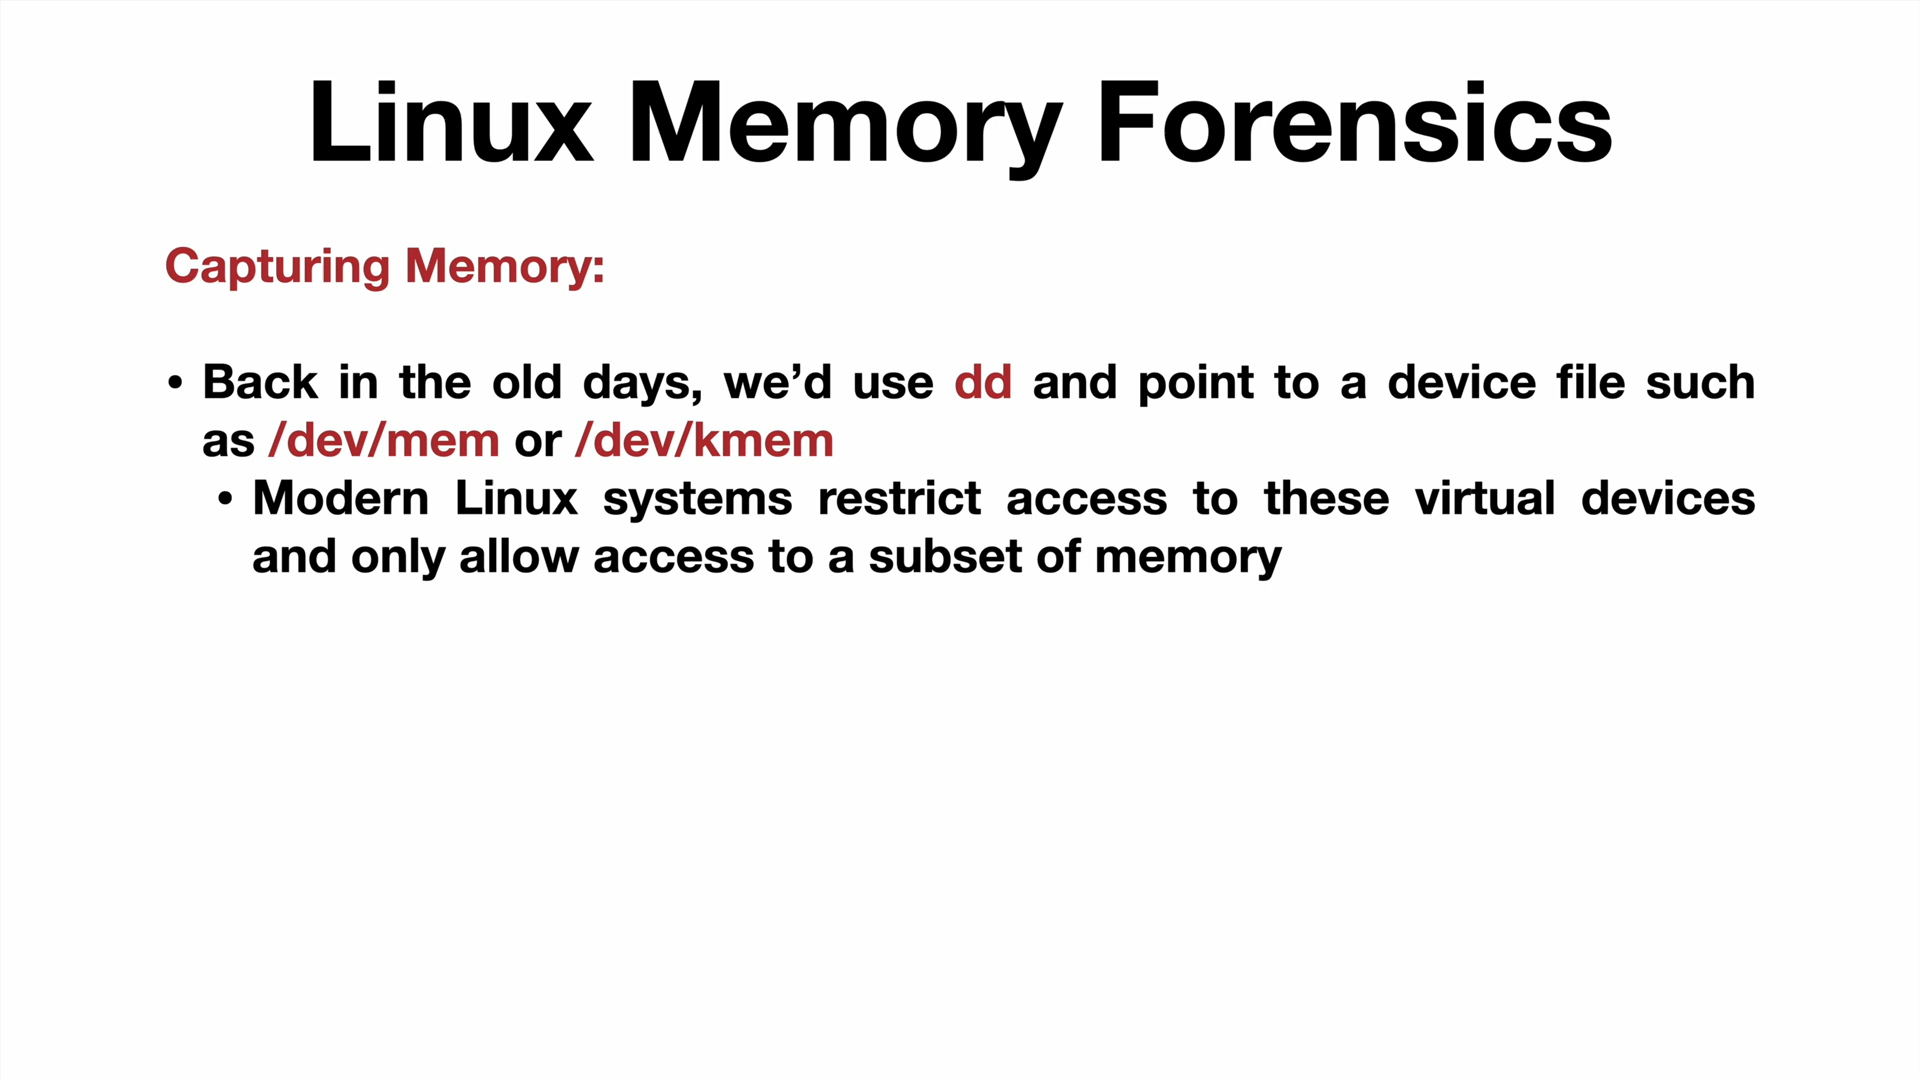 Linux Memory Forensics
Capturing Memory:
• Back in the old days, we’d use dd and point to a device file such
as /dev/mem or /dev/kmem
• Modern Linux systems restrict access to these virtual devices
and only allow access to a subset of memory